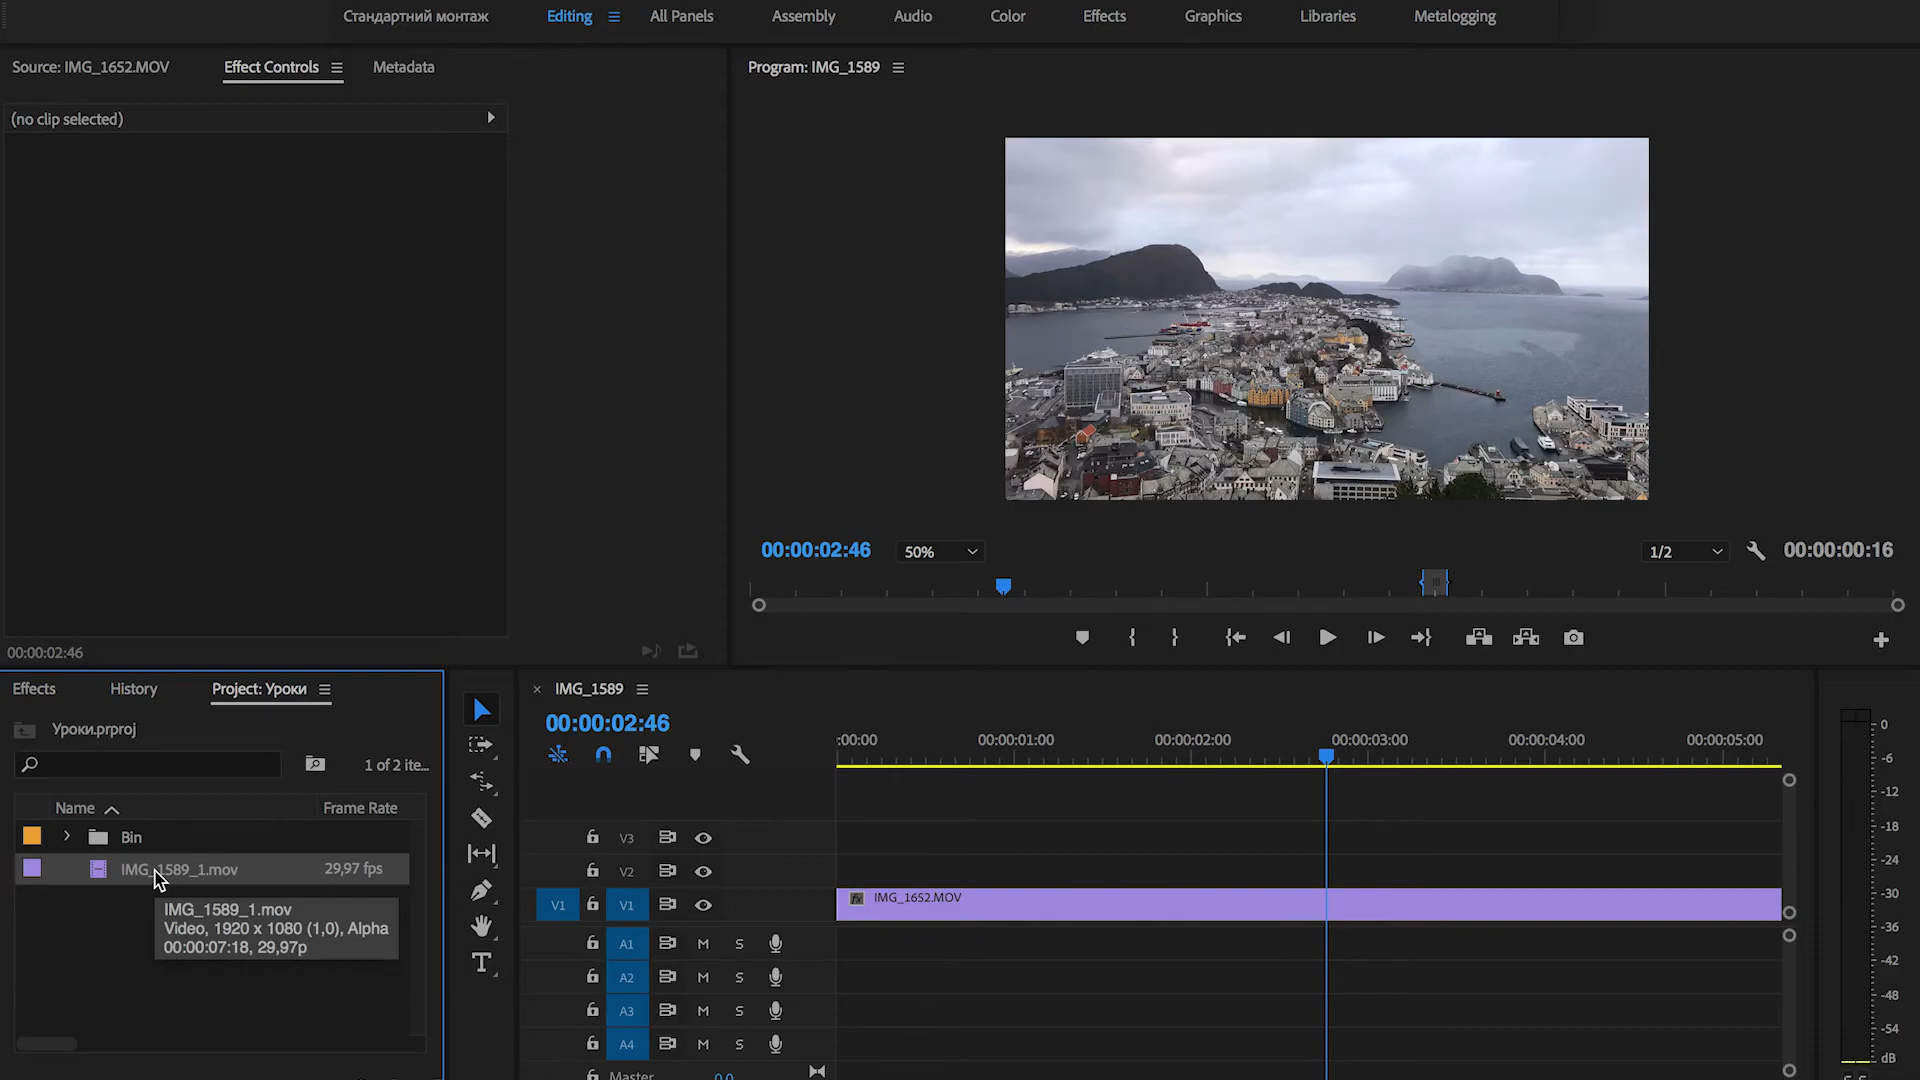 Стандартний монтаж Editing All Panels Assembly Audio Color Effects Graphics Libraries Metalogging
Source: IMG_1652.MOV Effect Controls Metadata
Program: IMG_1589
(no clip selected)
00:00:02:46 50% 1/2 00:00:00:16
00:00:02:46
Effects History Project: Уроки
Уроки.prproj
1 of 2 ite...
Name Frame Rate
Bin
IMG_1589_1.mov 29,97 fps
IMG_1589_1.mov
Video, 1920 x 1080 (1,0), Alpha
00:00:07:18, 29,97p
T
× IMG_1589
00:00:02:46
:00:00 00:00:01:00 00:00:02:00 00:00:03:00 00:00:04:00 00:00:05:00
V3
V2
V1 V1 fx IMG_1652.MOV
A1 M S
A2 M S
A3 M S
A4 M S
Master 0,0
0
-6
-12
-18
-24
-30
-36
-42
-48
-54
dB
S S